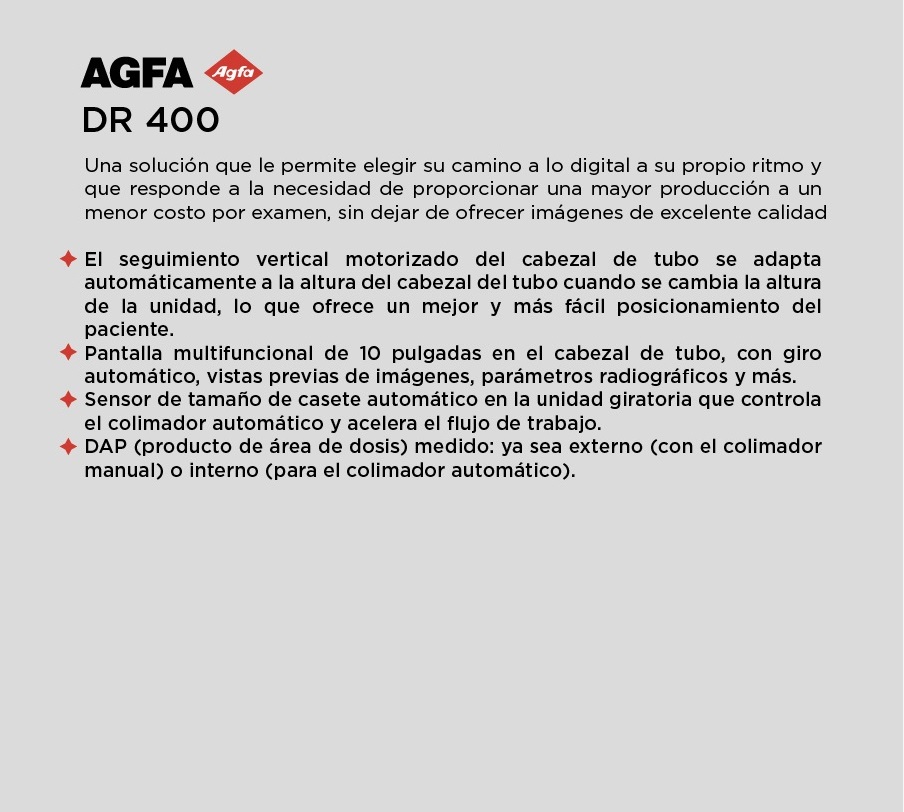 AGFA Agfa
DR 400
Una solución que le permite elegir su camino a lo digital a su propio ritmo y
que responde a la necesidad de proporcionar una mayor producción a un
menor costo por examen, sin dejar de ofrecer imágenes de excelente calidad
El seguimiento vertical motorizado del cabezal de tubo se adapta
automáticamente a la altura del cabezal del tubo cuando se cambia la altura
de la unidad, lo que ofrece un mejor y más fácil posicionamiento del
paciente.
Pantalla multifuncional de 10 pulgadas en el cabezal de tubo, con giro
automático, vistas previas de imágenes, parámetros radiográficos y más.
Sensor de tamaño de casete automático en la unidad giratoria que controla
el colimador automático y acelera el flujo de trabajo.
DAP (producto de área de dosis) medido: ya sea externo (con el colimador
manual) o interno (para el colimador automático).